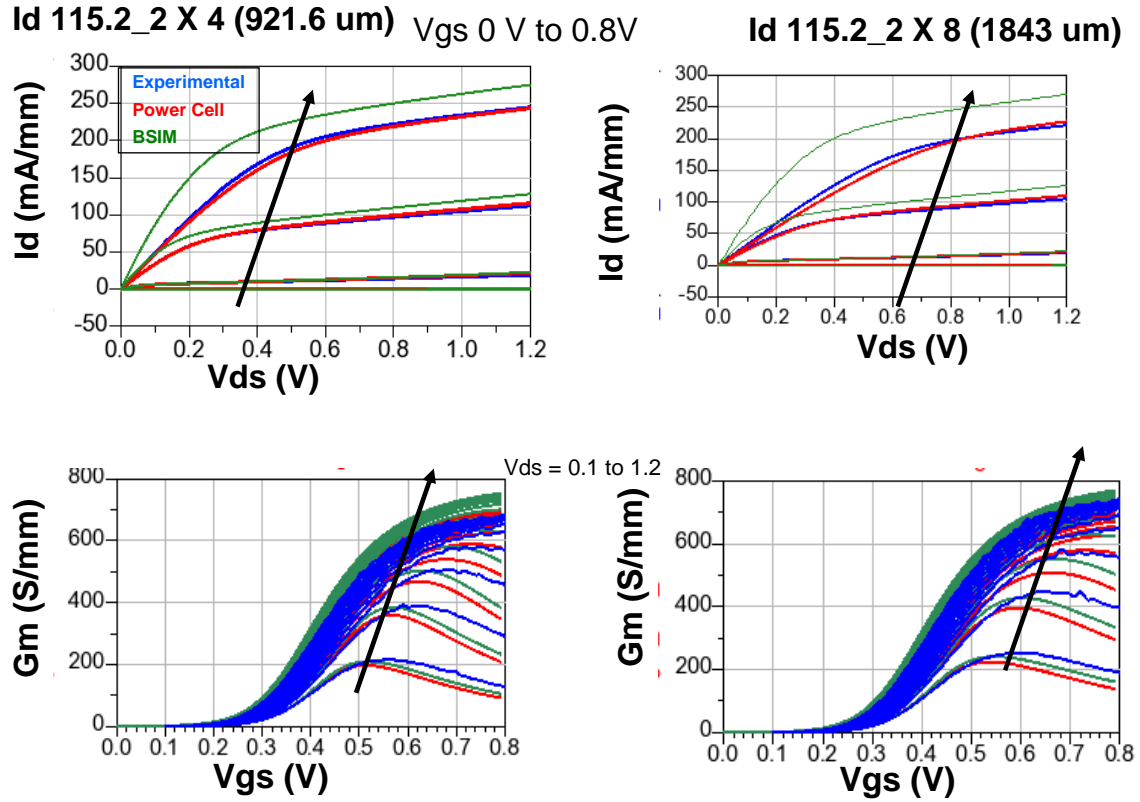 Id 115.2_2 X 4 (921.6 um) Vgs 0 V to 0.8V Id 115.2_2 X 8 (1843 um)
300
250
200
150
100
50
0
-50
Id (mA/mm)
Experimental
Power Cell
BSIM
0.0 0.2 0.4 0.6 0.8 1.0 1.2
Vds (V)
300
250
200
150
100
50
0
-50
Id (mA/mm)
0.0 0.2 0.4 0.6 0.8 1.0 1.2
Vds (V)
Vds = 0.1 to 1.2
800
600
400
200
0
Gm (S/mm)
0.0 0.1 0.2 0.3 0.4 0.5 0.6 0.7 0.8
Vgs (V)
800
600
400
200
0
Gm (S/mm)
0.0 0.1 0.2 0.3 0.4 0.5 0.6 0.7 0.8
Vgs (V)